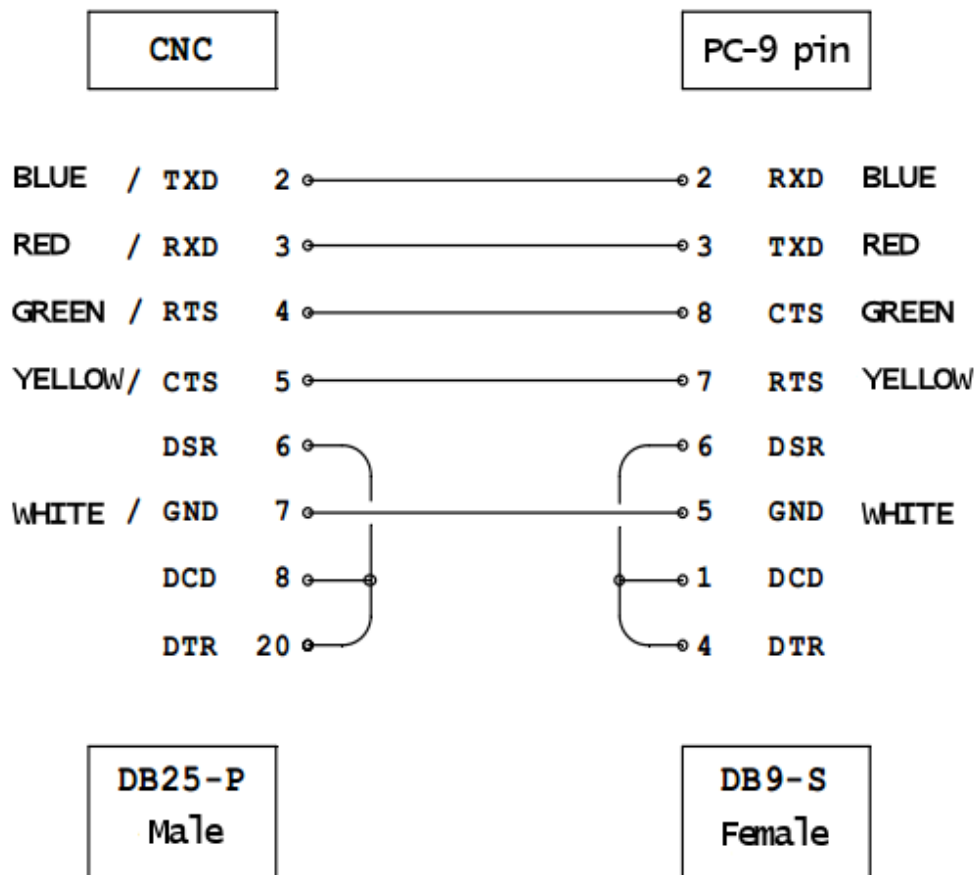 CNC PC-9 pin
BLUE / TXD 2 2 RXD BLUE
RED / RXD 3 3 TXD RED
GREEN / RTS 4 8 CTS GREEN
YELLOW/ CTS 5 7 RTS YELLOW
DSR 6 6 DSR
WHITE / GND 7 5 GND WHITE
DCD 8 1 DCD
DTR 20 4 DTR
DB25-P DB9-S
Male Female